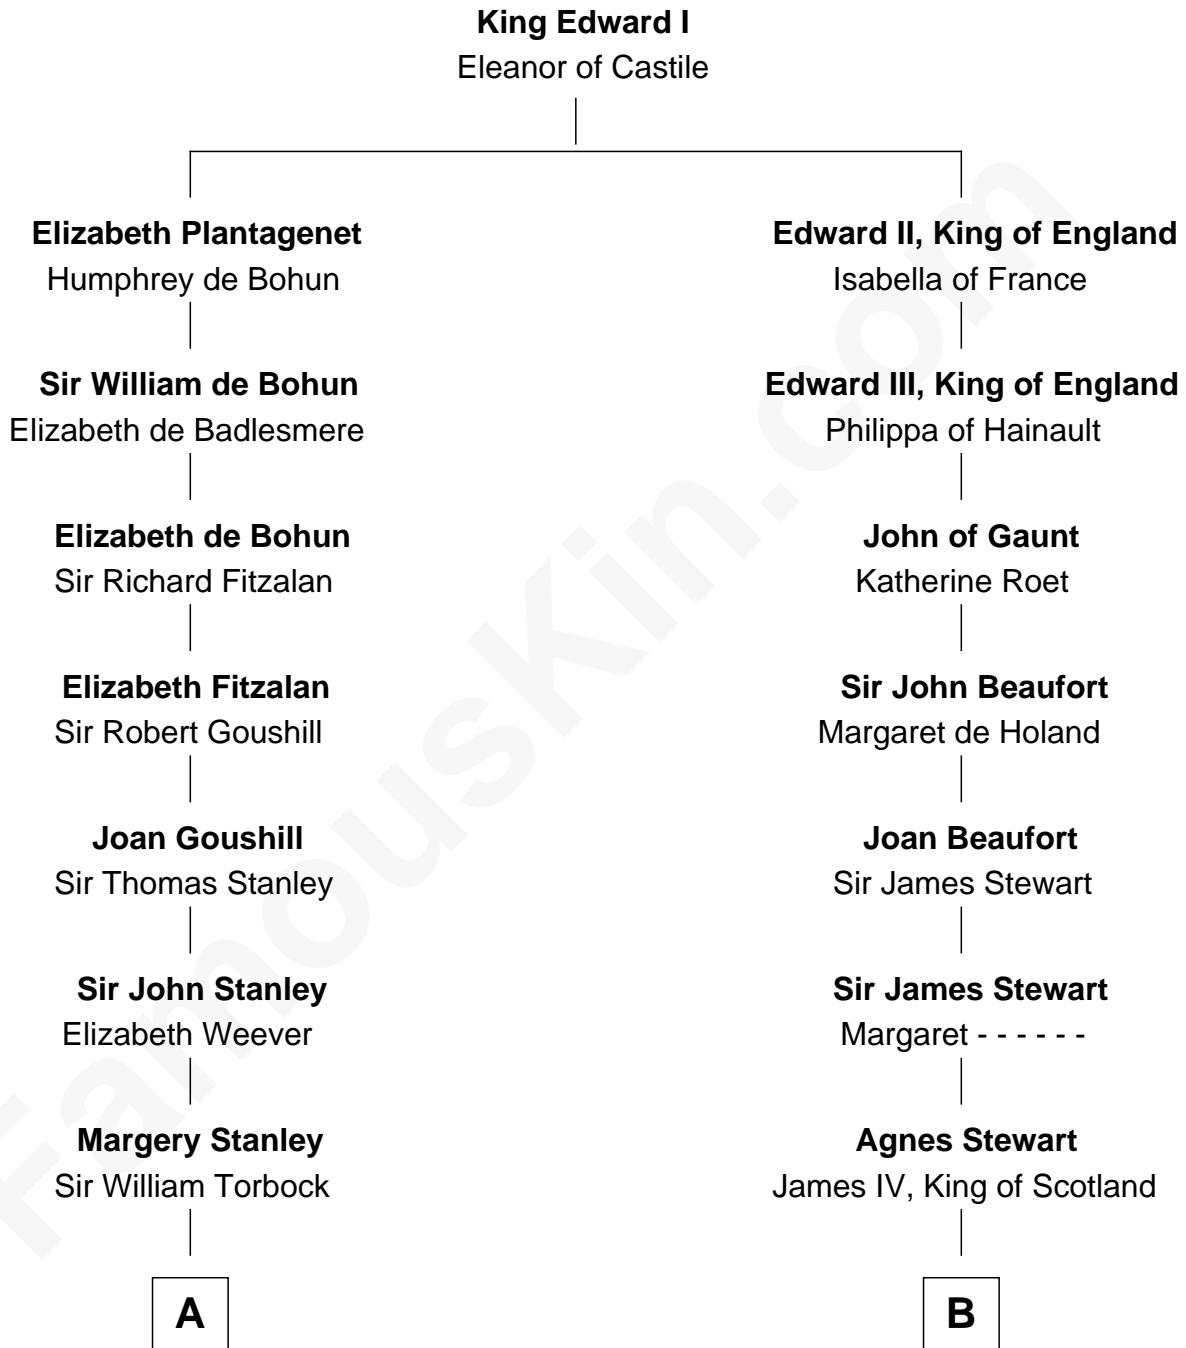 King Edward I
Eleanor of Castile
Elizabeth Plantagenet
Humphrey de Bohun
Edward II, King of England
Isabella of France
Sir William de Bohun
Elizabeth de Badlesmere
Edward III, King of England
Philippa of Hainault
Elizabeth de Bohun
Sir Richard Fitzalan
John of Gaunt
Katherine Roet
Elizabeth Fitzalan
Sir Robert Goushill
Sir John Beaufort
Margaret de Holand
Joan Goushill
Sir Thomas Stanley
Joan Beaufort
Sir James Stewart
Sir John Stanley
Elizabeth Weever
Sir James Stewart
Margaret - - - - - -
Margery Stanley
Sir William Torbock
Agnes Stewart
James IV, King of Scotland
A
B
FamousKin.com